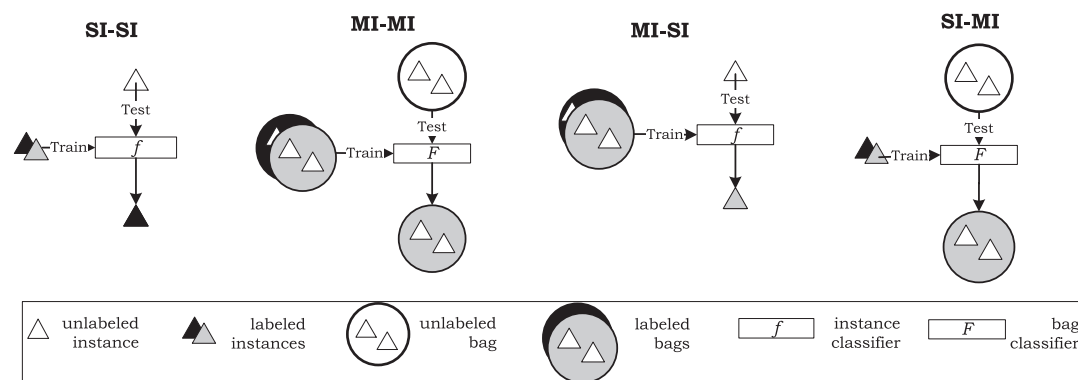 SI-SI
MI-MI
MI-SI
SI-MI
Test
Train
f
Test
Train
F
Test
Train
f
Test
Train
F
unlabeled
instance
labeled
instances
unlabeled
bag
labeled
bags
f
instance
classifier
F
bag
classifier